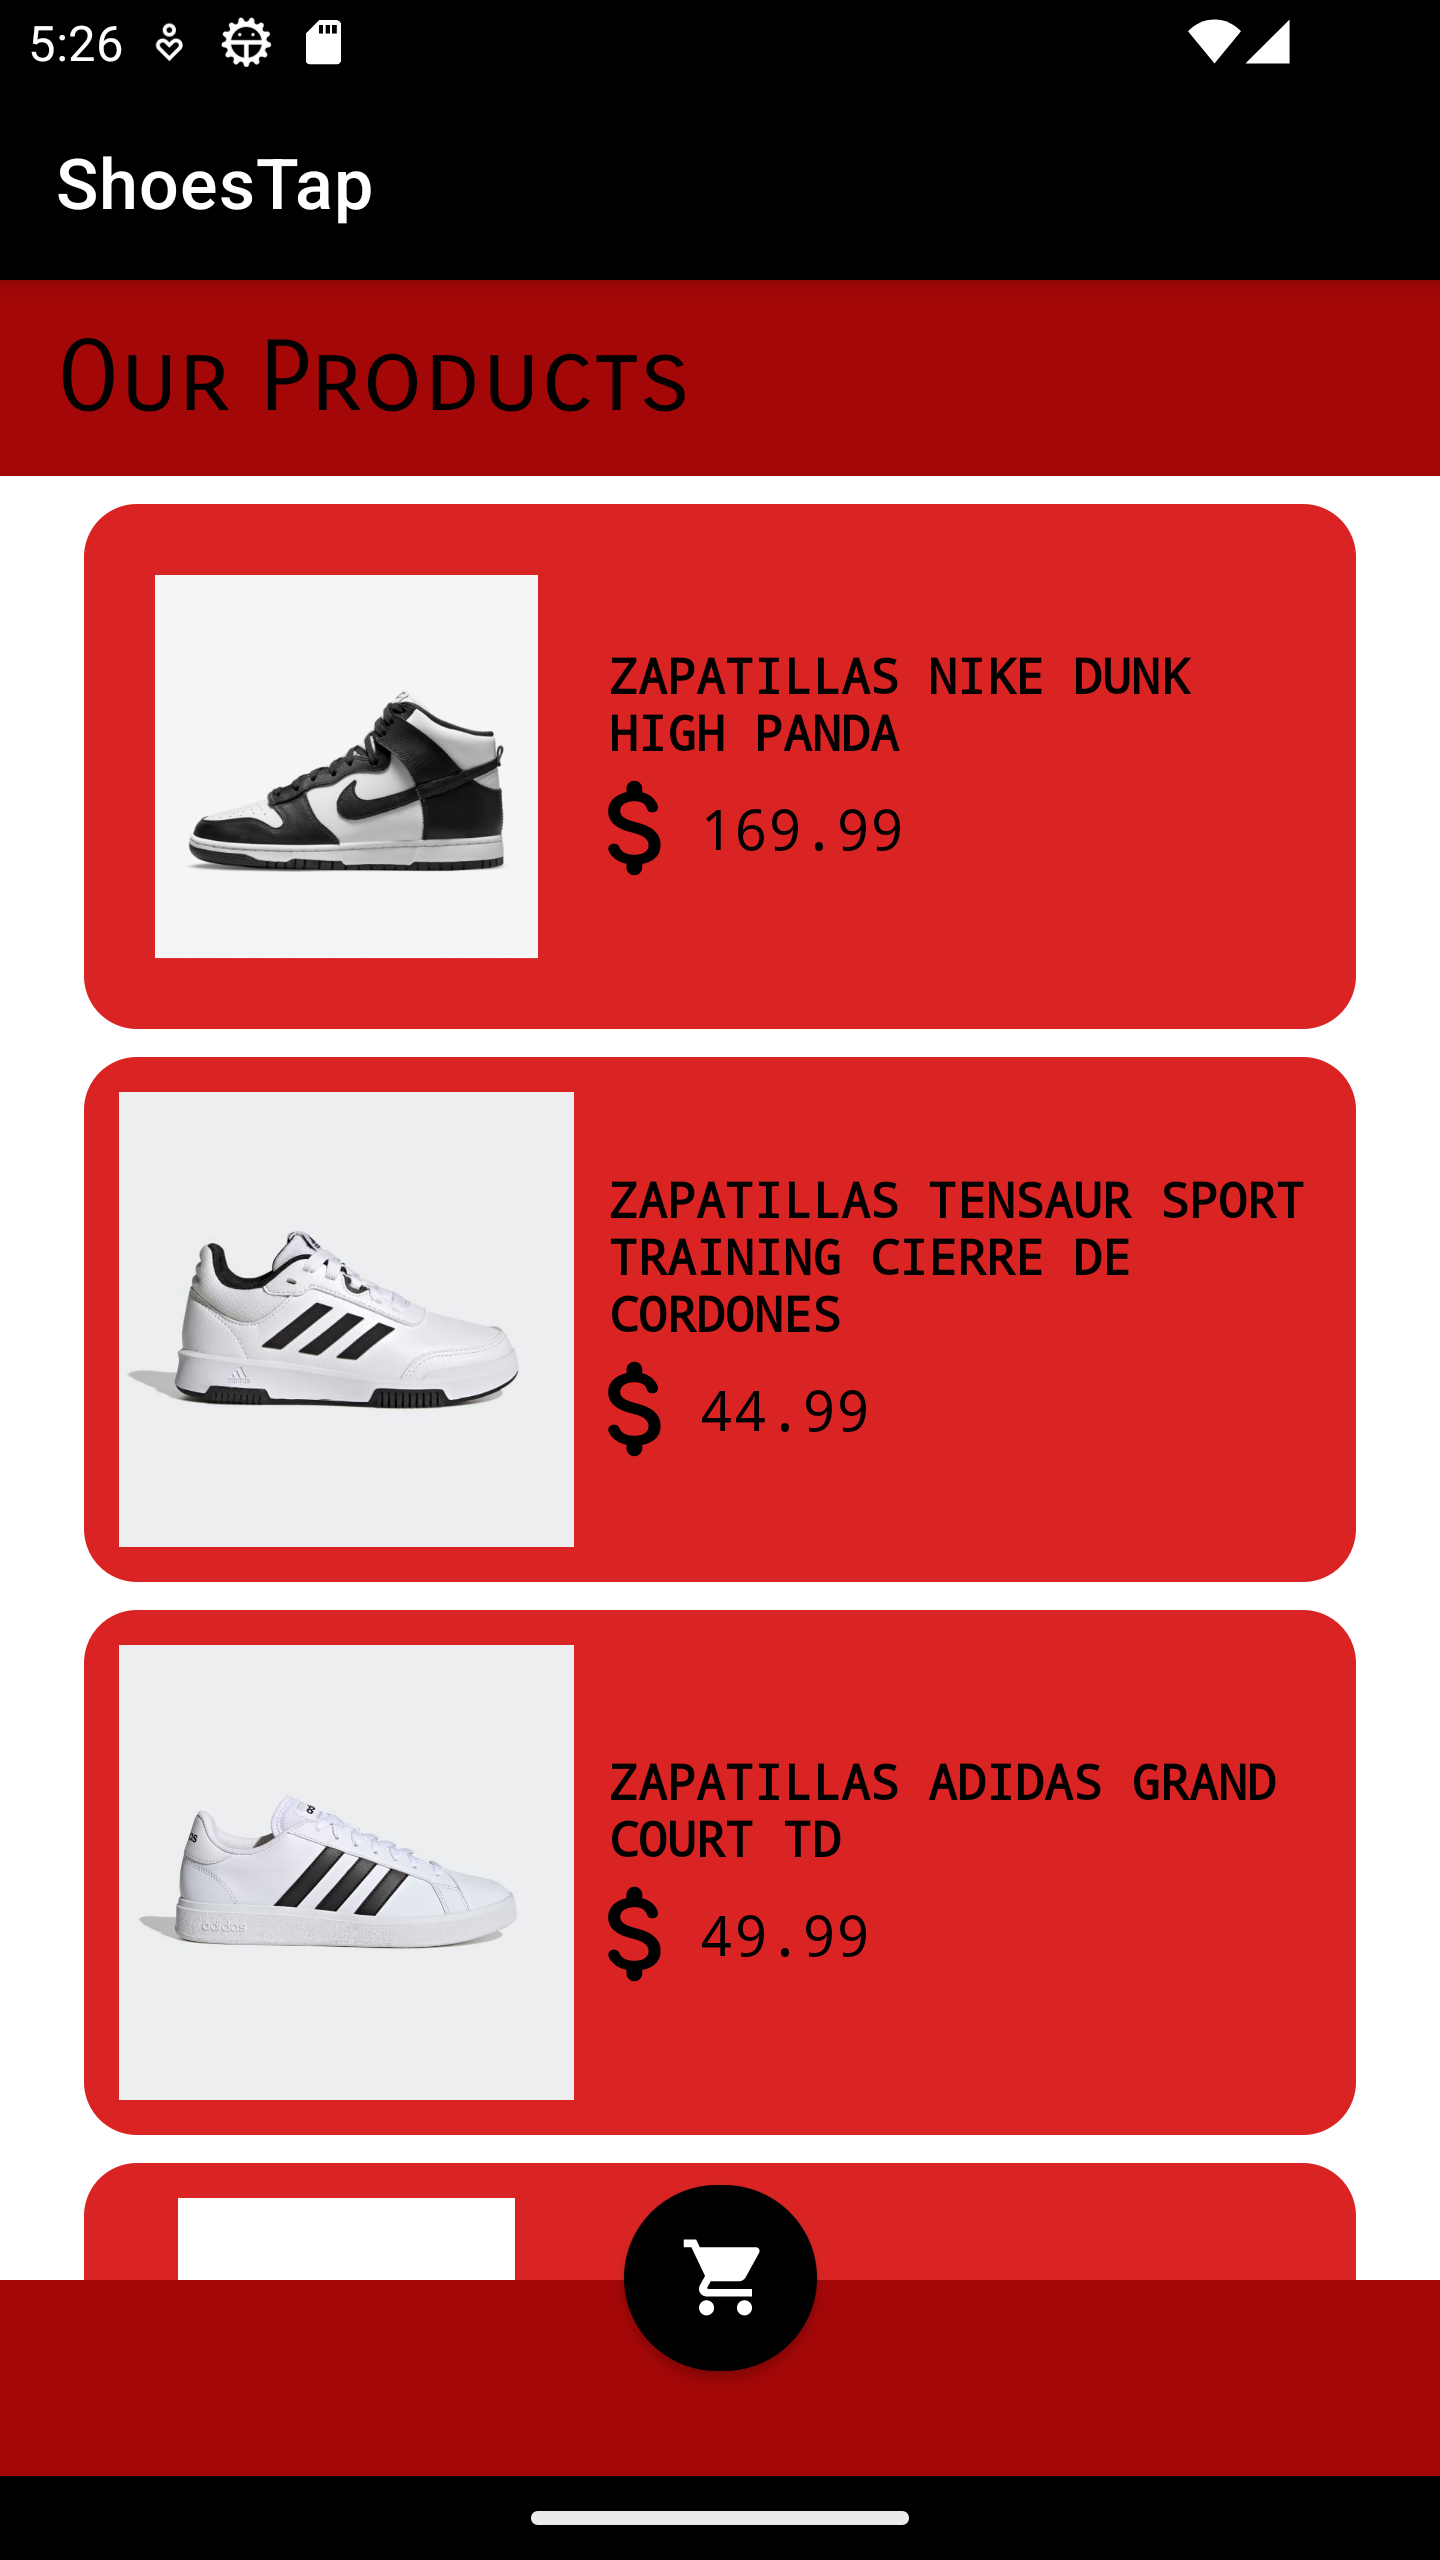 5:26
ShoesTap
Our Products
ZAPATILLAS NIKE DUNK
HIGH PANDA
$ 169.99
ZAPATILLAS TENSAUR SPORT
TRAINING CIERRE DE
CORDONES
$ 44.99
ZAPATILLAS ADIDAS GRAND
COURT TD
$ 49.99
adidas